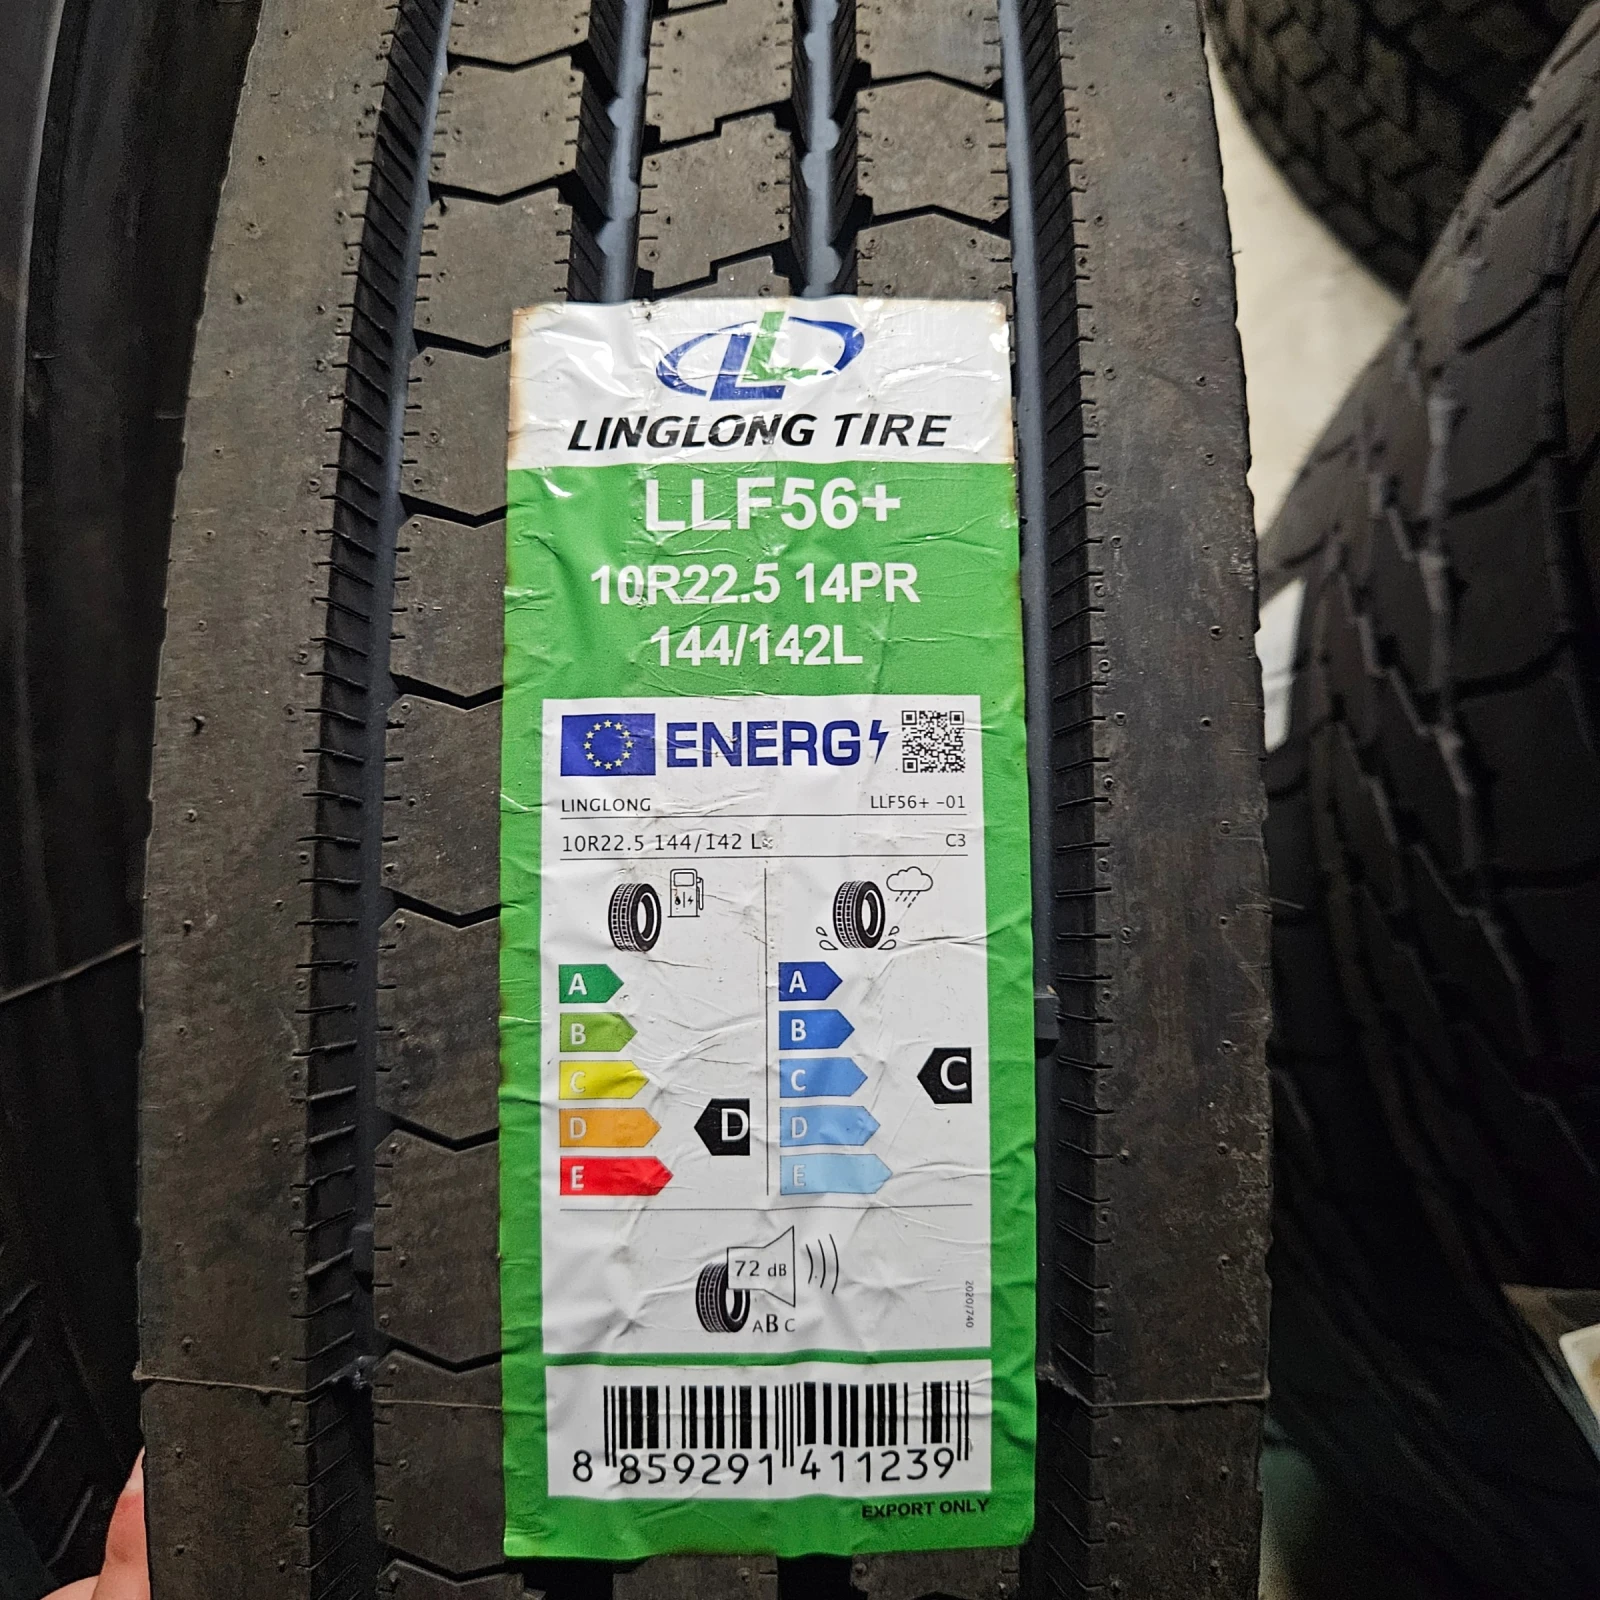 LINGLONG TIRE
LLF56+
10R22.5 14PR
144/142L
ENERG
LINGLONG LLF56+ -01
10R22.5 144/142 L C3
A A
B B
C C C
D D D
E E
72 dB
ABC
2020/740
8 859291 411239
EXPORT ONLY